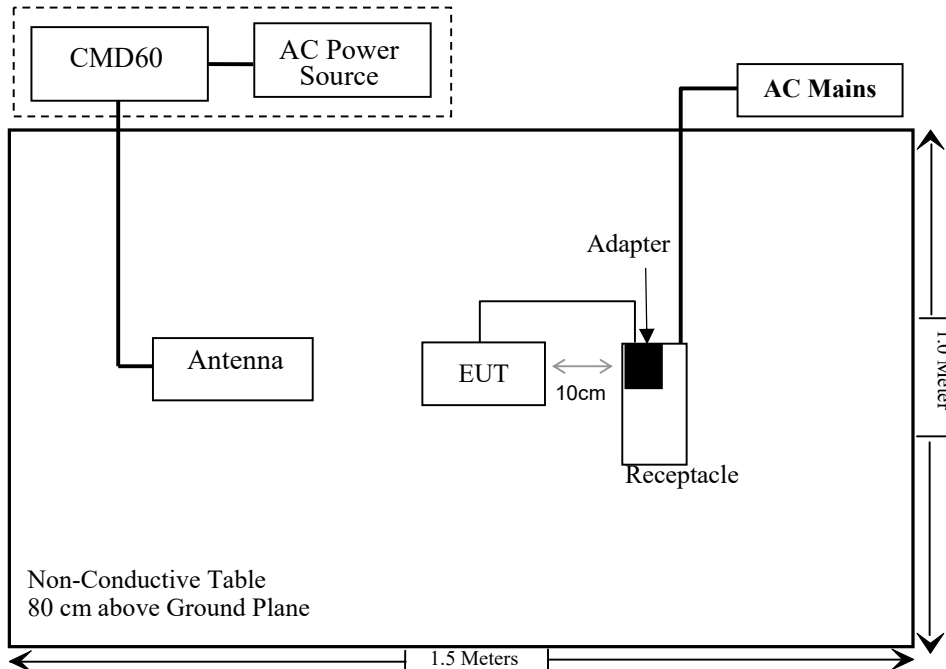 CMD60
AC Power
Source
AC Mains
Adapter
Antenna
EUT
10cm
Receptacle
1.0 Meter
Non-Conductive Table
80 cm above Ground Plane
1.5 Meters